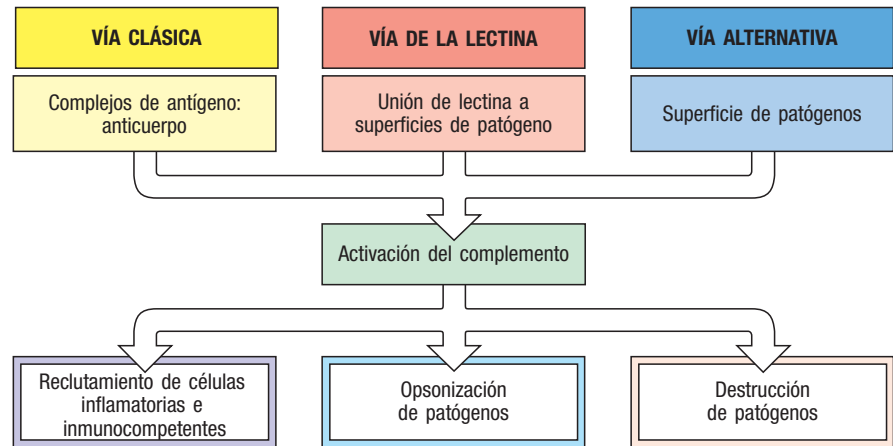 VÍA CLÁSICA
Complejos de antígeno:
anticuerpo
VÍA DE LA LECTINA
Unión de lectina a
superficies de patógeno
VÍA ALTERNATIVA
Superficie de patógenos
Activación del complemento
Reclutamiento de células
inflamatorias e
inmunocompetentes
Opsonización
de patógenos
Destrucción
de patógenos